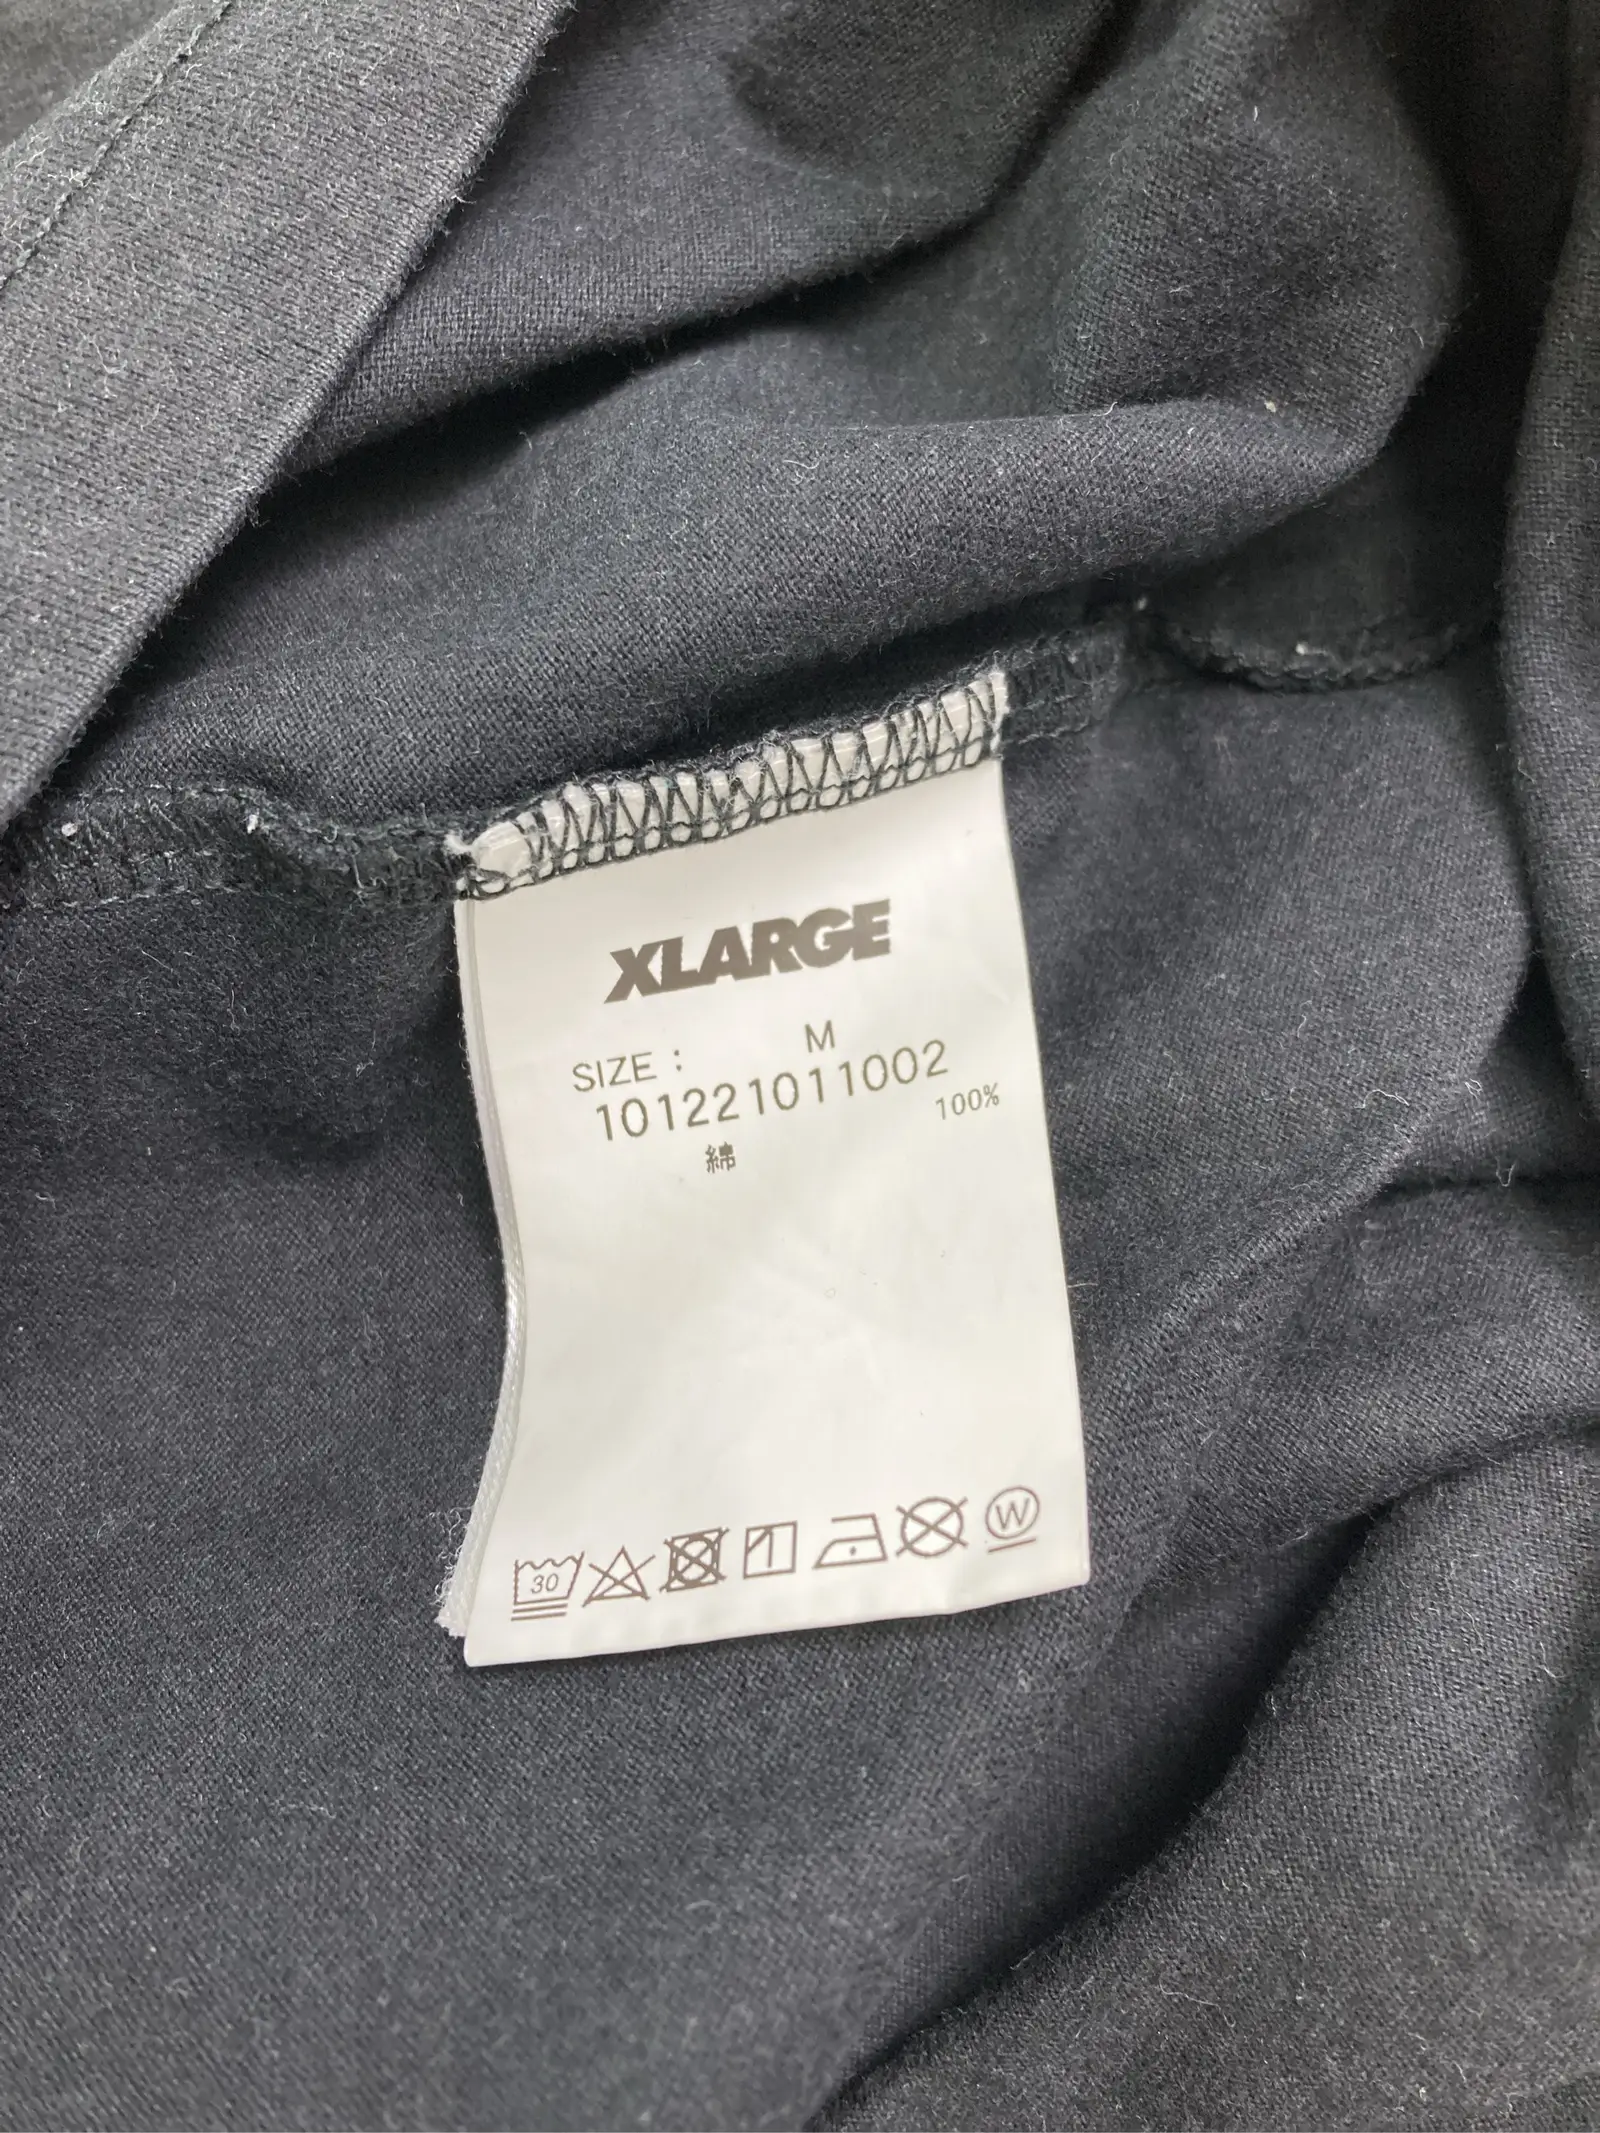 XLARGE
SIZE : M
101221011002
綿 100%
30 W